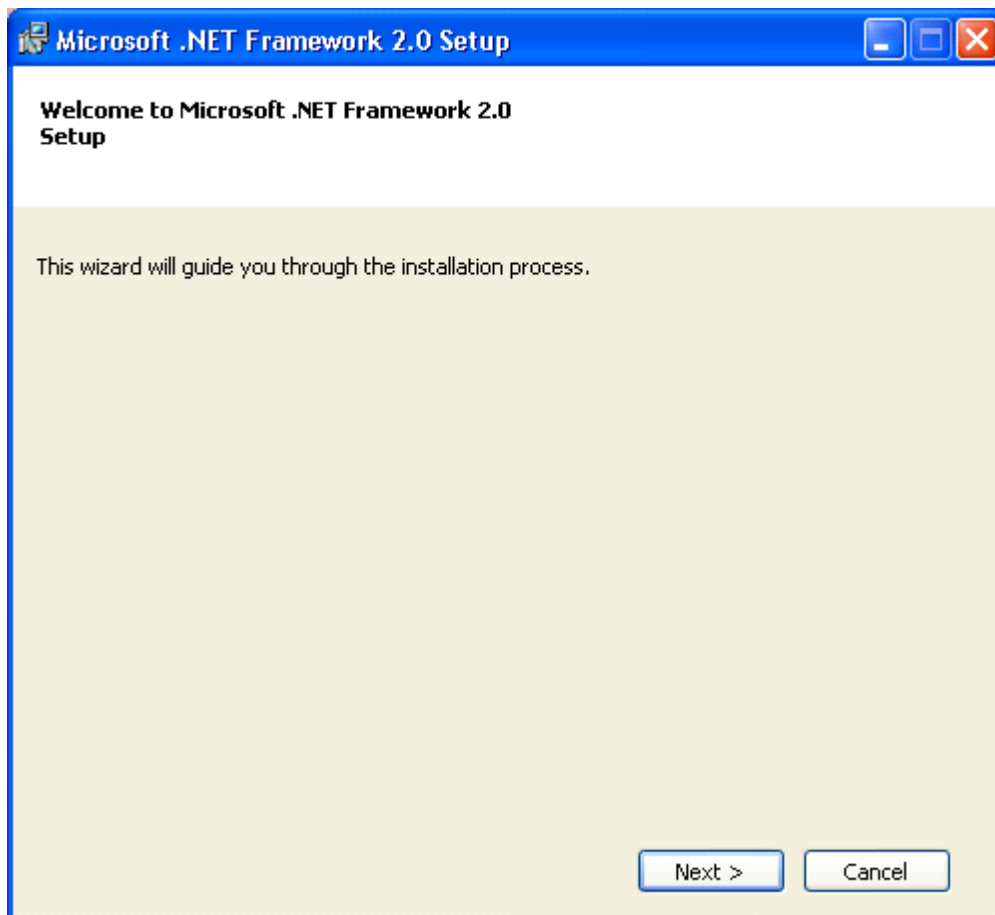 Microsoft .NET Framework 2.0 Setup
Welcome to Microsoft .NET Framework 2.0
Setup
This wizard will guide you through the installation process.
Next >
Cancel